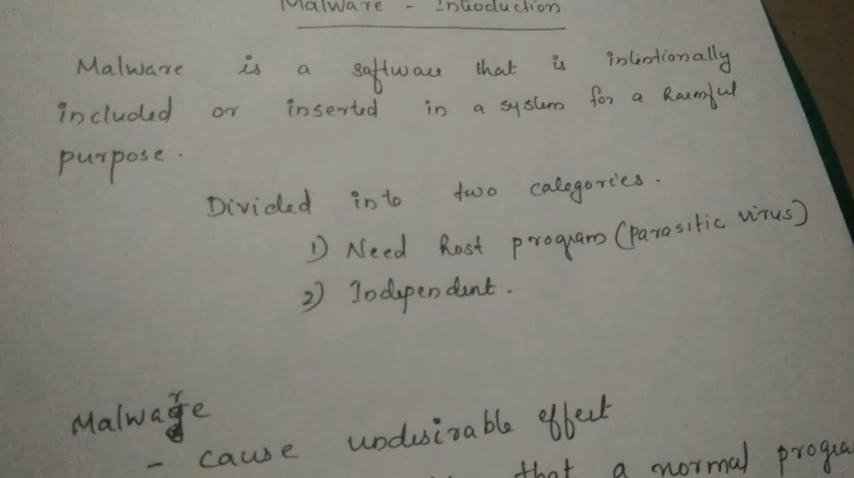 Malware - Introduction
Malware is a software that is intentionally
included or inserted in a system for a harmful
purpose.
Divided into two categories.
1) Need host program (parasitic virus)
2) Independent.
Malware
- cause undesirable effect
that a normal